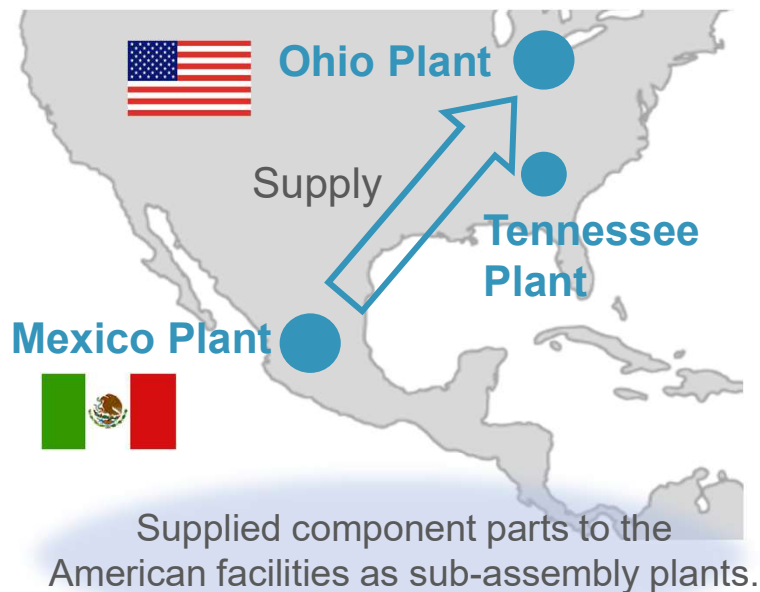 Ohio Plant
Supply
Tennessee
Plant
Mexico Plant
Supplied component parts to the
American facilities as sub-assembly plants.